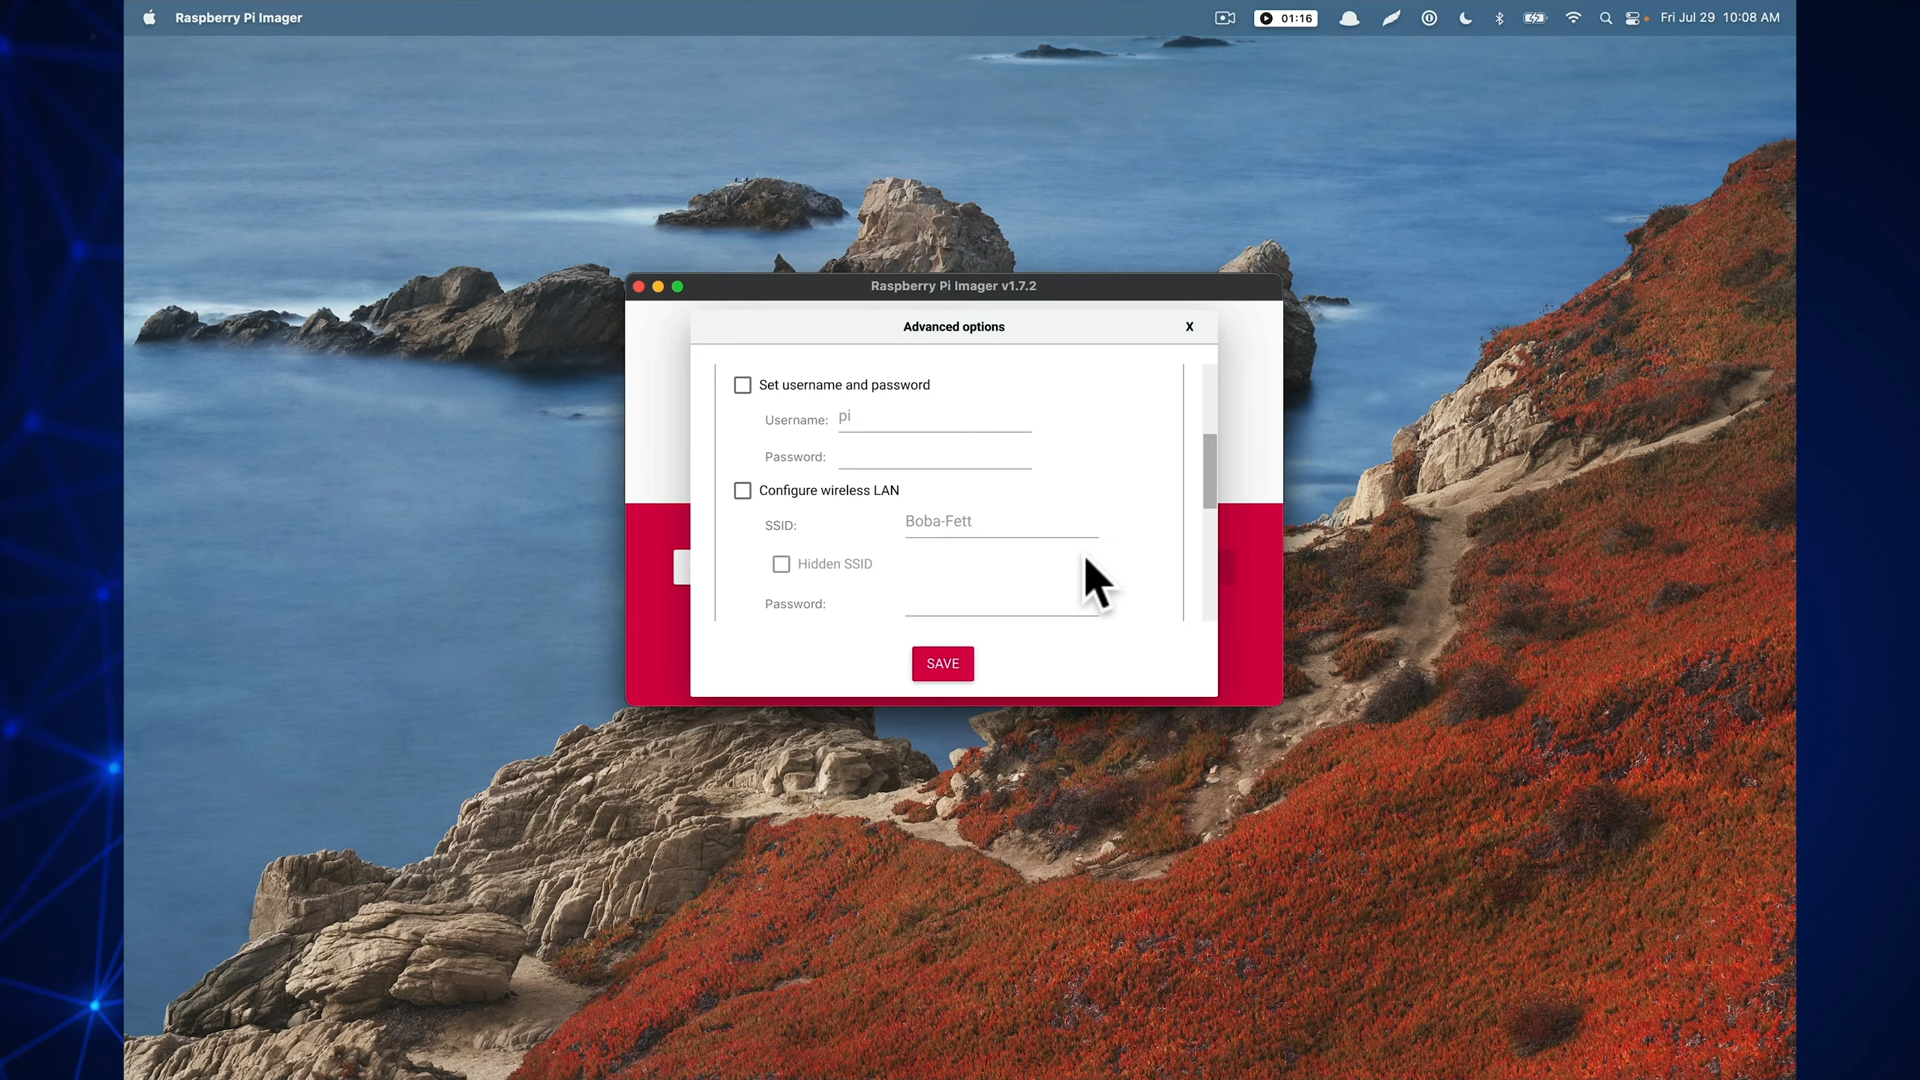 Raspberry Pi Imager
01:16
Fri Jul 29 10:08 AM
Raspberry Pi Imager v1.7.2
Advanced options
X
Set username and password
Username: pi
Password:
Configure wireless LAN
SSID: Boba-Fett
Hidden SSID
Password:
SAVE